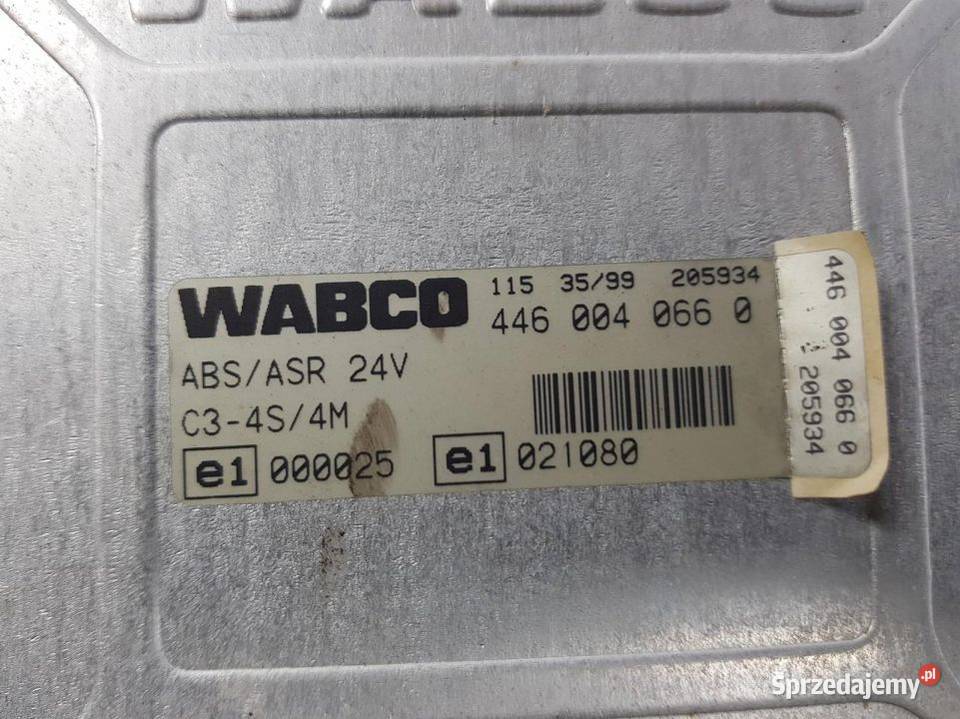 WABCO
WABCO 115 35/99 205934
446 004 066 0
ABS/ASR 24V
C3-4S/4M
e1 000025 e1 021080
446 004 066 0
205934
Sprzedajemy.pl